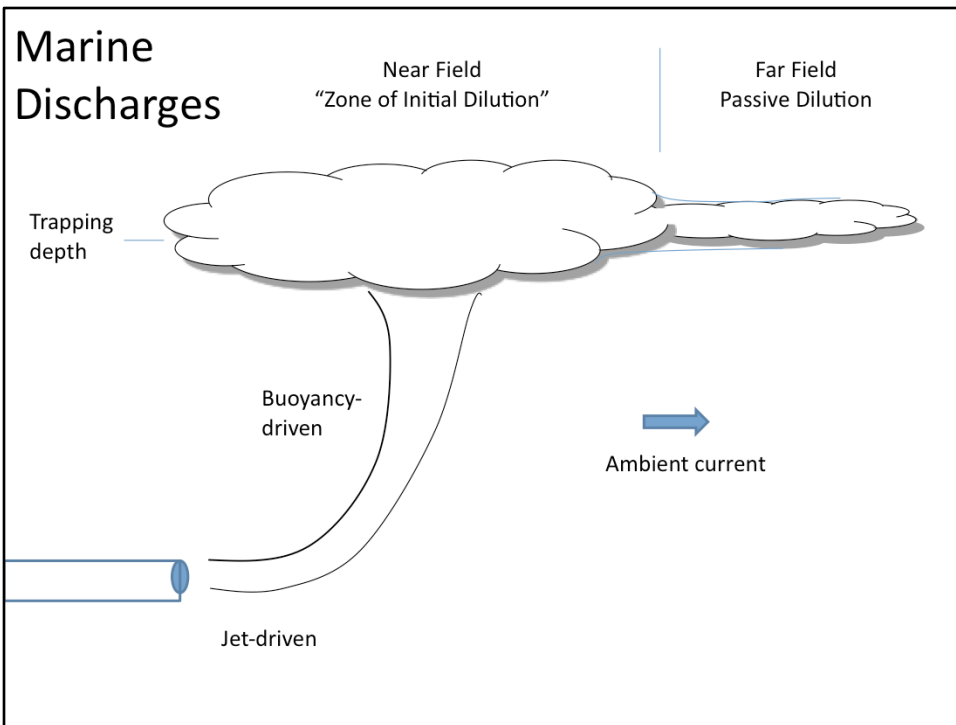 Marine
Discharges
Near Field
“Zone of Initial Dilution”
Far Field
Passive Dilution
Trapping
depth
Buoyancy-
driven
Ambient current
Jet-driven